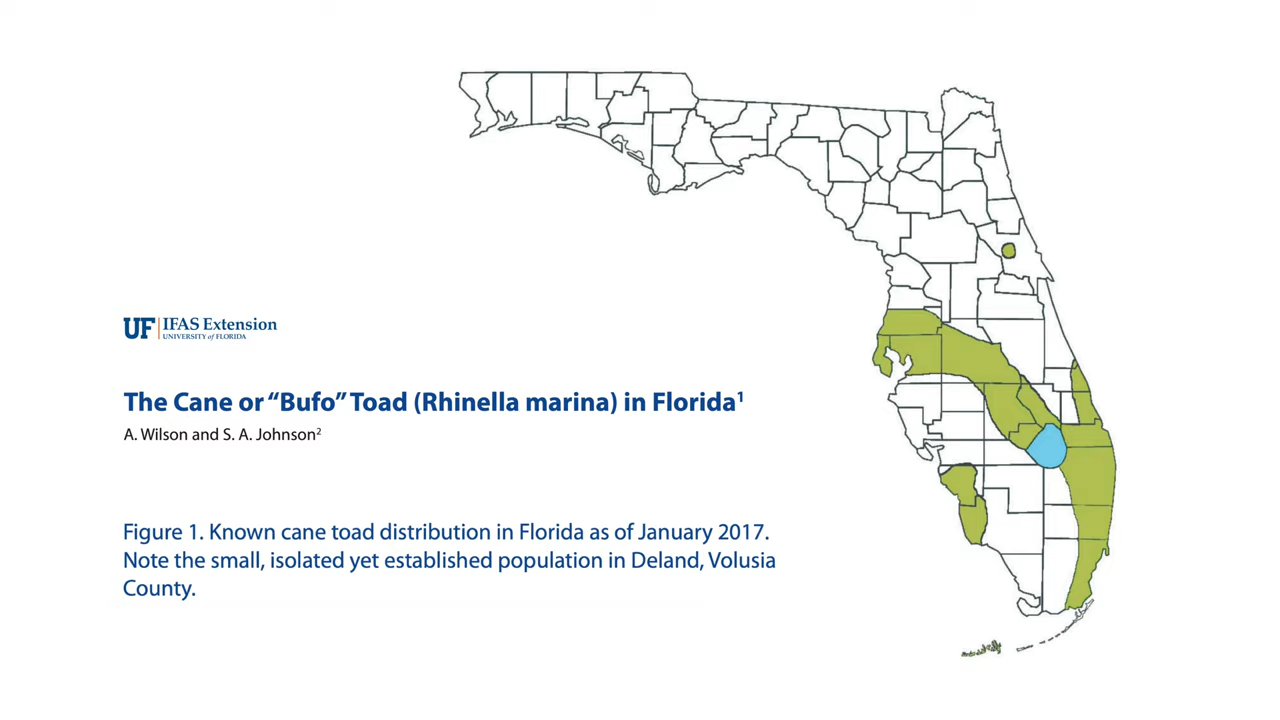 UF IFAS Extension
UNIVERSITY of FLORIDA
The Cane or “Bufo” Toad (Rhinella marina) in Florida1
A. Wilson and S. A. Johnson2
Figure 1. Known cane toad distribution in Florida as of January 2017.
Note the small, isolated yet established population in Deland, Volusia
County.